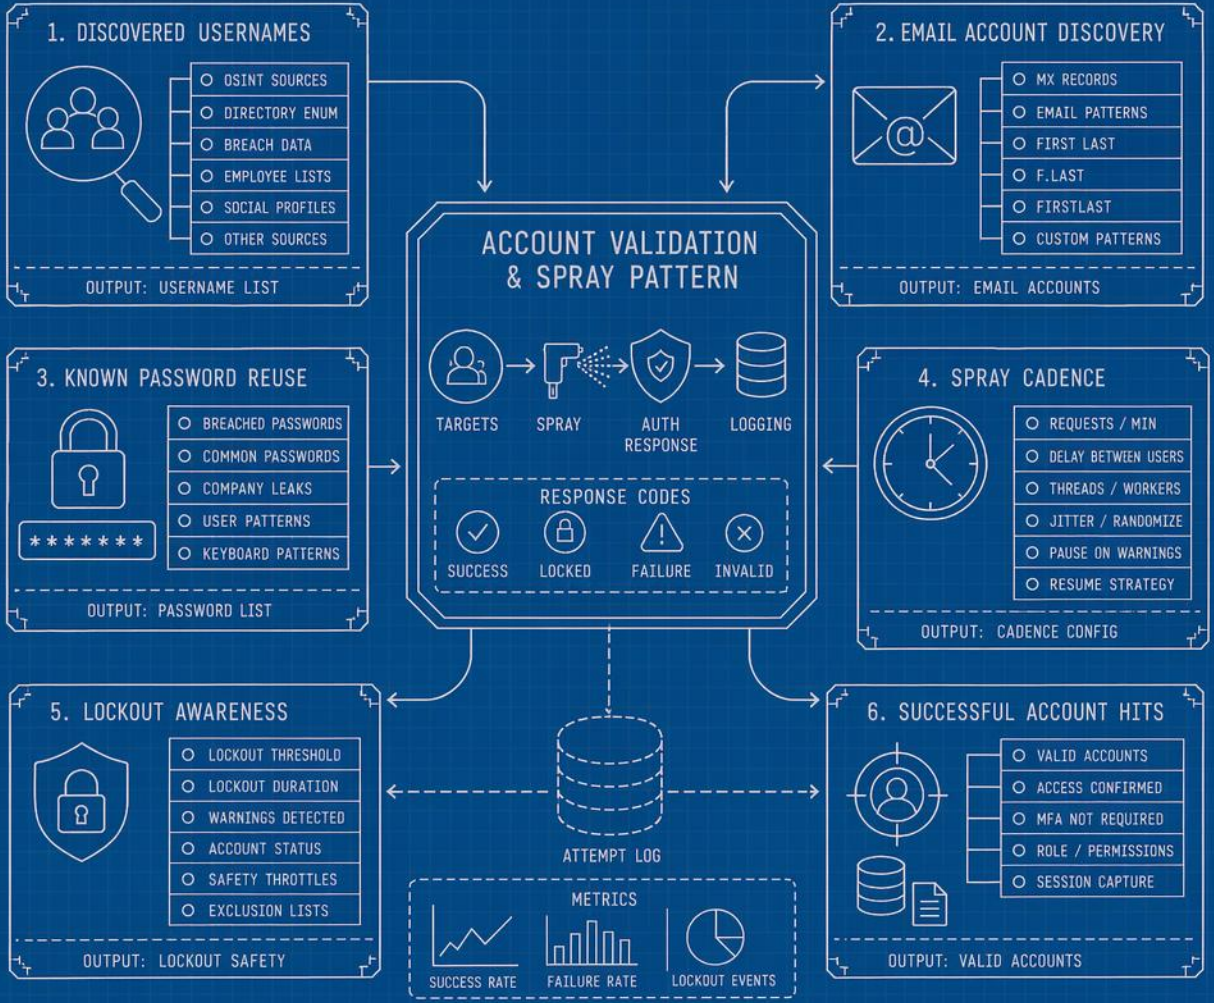 1. DISCOVERED USERNAMES
OSINT SOURCES
DIRECTORY ENUM
BREACH DATA
EMPLOYEE LISTS
SOCIAL PROFILES
OTHER SOURCES
OUTPUT: USERNAME LIST
2. EMAIL ACCOUNT DISCOVERY
@
MX RECORDS
EMAIL PATTERNS
FIRST LAST
F.LAST
FIRSTLAST
CUSTOM PATTERNS
OUTPUT: EMAIL ACCOUNTS
ACCOUNT VALIDATION
& SPRAY PATTERN
TARGETS
SPRAY
AUTH
RESPONSE
LOGGING
RESPONSE CODES
SUCCESS
LOCKED
FAILURE
INVALID
3. KNOWN PASSWORD REUSE
*******
BREACHED PASSWORDS
COMMON PASSWORDS
COMPANY LEAKS
USER PATTERNS
KEYBOARD PATTERNS
OUTPUT: PASSWORD LIST
4. SPRAY CADENCE
REQUESTS / MIN
DELAY BETWEEN USERS
THREADS / WORKERS
JITTER / RANDOMIZE
PAUSE ON WARNINGS
RESUME STRATEGY
OUTPUT: CADENCE CONFIG
5. LOCKOUT AWARENESS
LOCKOUT THRESHOLD
LOCKOUT DURATION
WARNINGS DETECTED
ACCOUNT STATUS
SAFETY THROTTLES
EXCLUSION LISTS
OUTPUT: LOCKOUT SAFETY
ATTEMPT LOG
METRICS
SUCCESS RATE
FAILURE RATE
LOCKOUT EVENTS
6. SUCCESSFUL ACCOUNT HITS
VALID ACCOUNTS
ACCESS CONFIRMED
MFA NOT REQUIRED
ROLE / PERMISSIONS
SESSION CAPTURE
OUTPUT: VALID ACCOUNTS